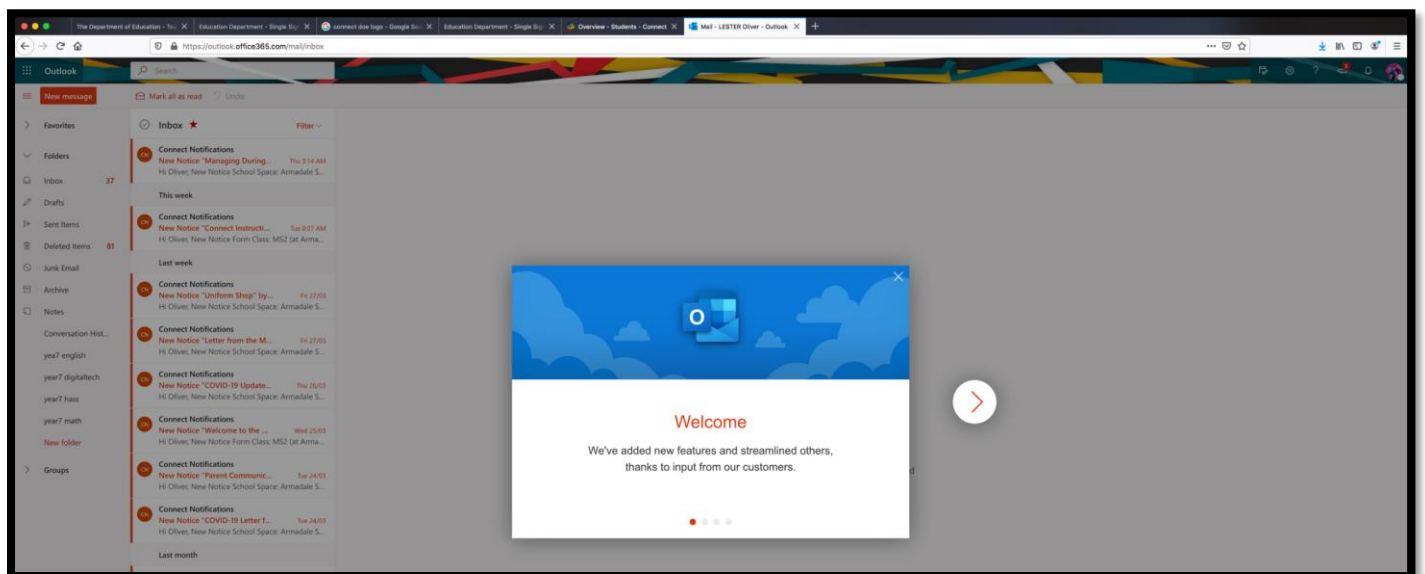 The Department of Education - Tea
Education Department - Single Sig
connect doe logo - Google Sea
Education Department - Single Sig
Overview - Students - Connect
Mail - LESTER Oliver - Outlook
https://outlook.office365.com/mail/inbox
Outlook
Search
New message
Mark all as read
Undo
Favorites
Folders
Inbox 37
Drafts
Sent Items
Deleted Items 81
Junk Email
Archive
Notes
Conversation Hist...
yea7 english
year7 digitaltech
year7 hass
year7 math
New folder
Groups
Inbox
Filter
Connect Notifications
New Notice "Managing During... Thu 3:14 AM
Hi Oliver, New Notice School Space: Armadale S...
This week
Connect Notifications
New Notice "Connect Instructi... Tue 8:07 AM
Hi Oliver, New Notice Form Class: MS2 (at Arma...
Last week
Connect Notifications
New Notice "Uniform Shop" by... Fri 27/03
Hi Oliver, New Notice School Space: Armadale S...
Connect Notifications
New Notice "Letter from the M... Fri 27/03
Hi Oliver, New Notice School Space: Armadale S...
Connect Notifications
New Notice "COVID-19 Update... Thu 26/03
Hi Oliver, New Notice School Space: Armadale S...
Connect Notifications
New Notice "Welcome to the ... Wed 25/03
Hi Oliver, New Notice Form Class: MS2 (at Arma...
Connect Notifications
New Notice "Parent Communic... Tue 24/03
Hi Oliver, New Notice School Space: Armadale S...
Connect Notifications
New Notice "COVID-19 Letter f... Tue 24/03
Hi Oliver, New Notice School Space: Armadale S...
Last month
Welcome
We've added new features and streamlined others,
thanks to input from our customers.